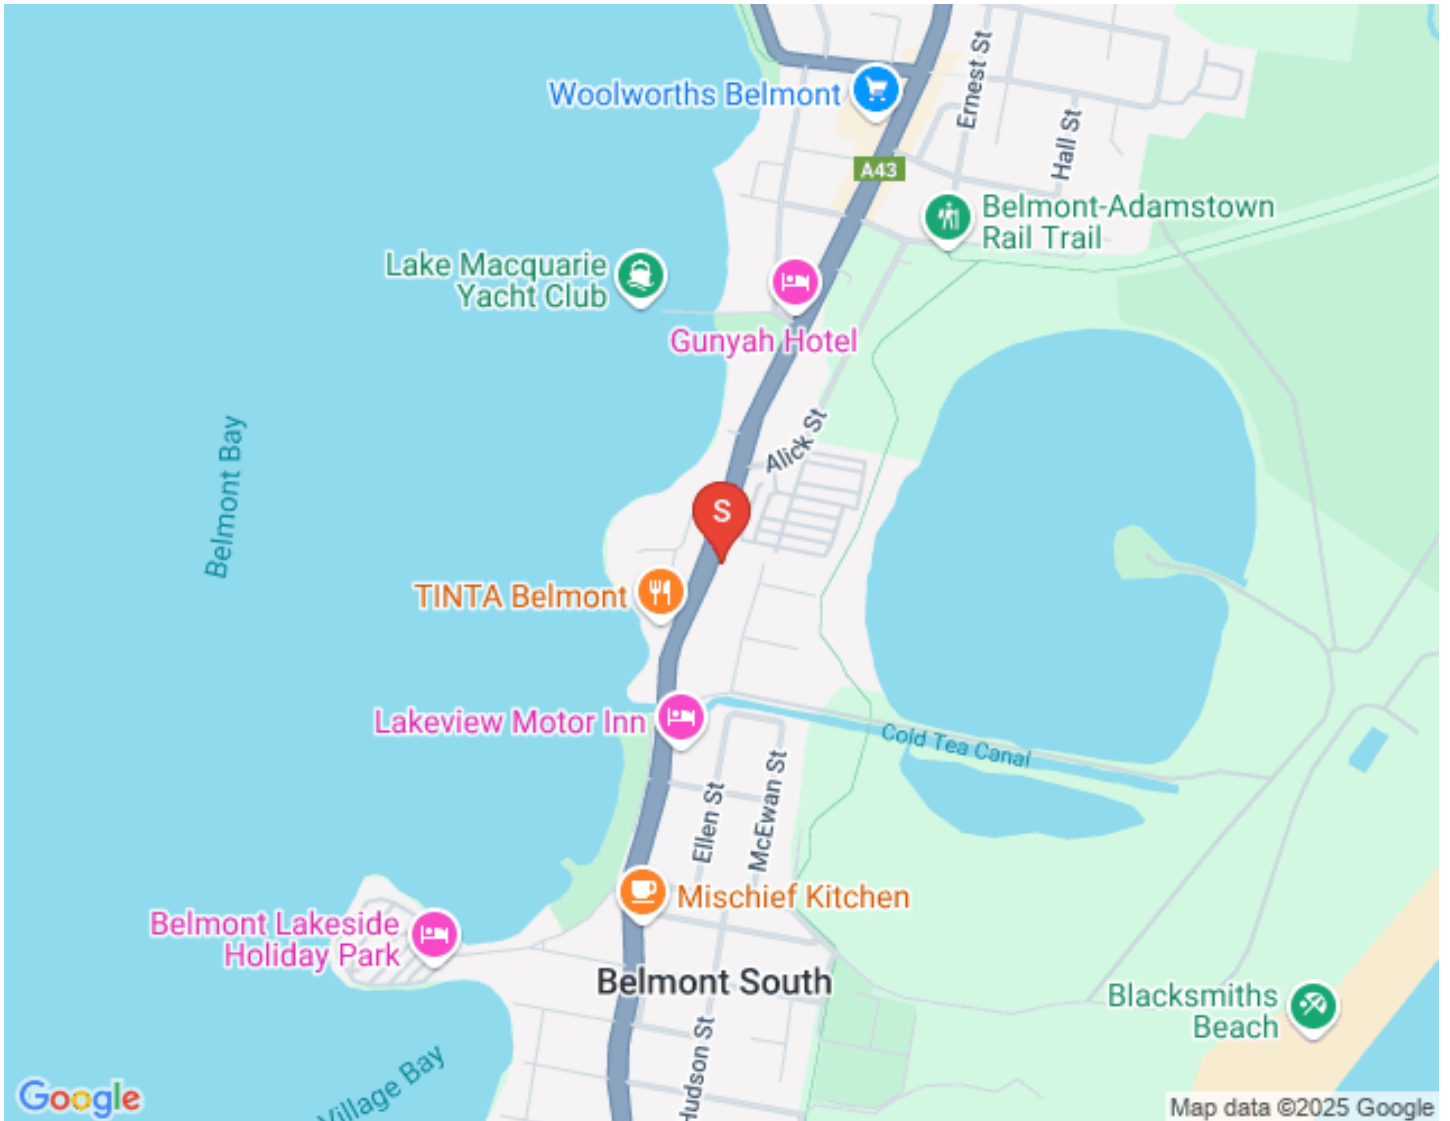 Woolworths Belmont
Ernest St
Hall St
A43
Belmont-Adamstown
Rail Trail
Lake Macquarie
Yacht Club
Gunyah Hotel
Alick St
Belmont Bay
S
TINTA Belmont
Lakeview Motor Inn
Cold Tea Canal
Ellen St
McEwan St
Mischief Kitchen
Belmont Lakeside
Holiday Park
Belmont South
Blacksmiths
Beach
Hudson St
Village Bay
Google
Map data ©2025 Google